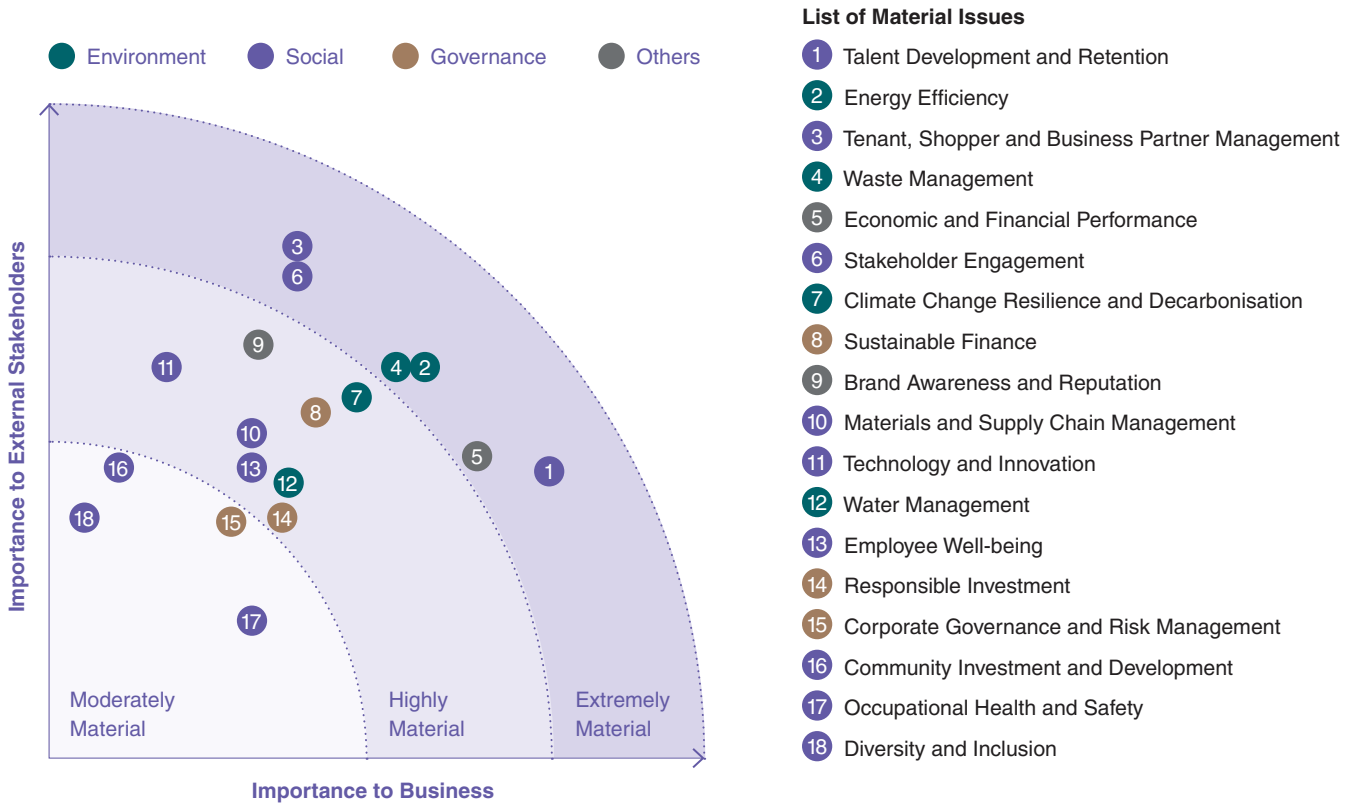 Environment
Social
Governance
Others
Importance to External Stakeholders
3
6
9
11
4
2
7
8
10
5
13
1
16
12
18
15
14
17
Moderately
Material
Highly
Material
Extremely
Material
Importance to Business
List of Material Issues
1 Talent Development and Retention
2 Energy Efficiency
3 Tenant, Shopper and Business Partner Management
4 Waste Management
5 Economic and Financial Performance
6 Stakeholder Engagement
7 Climate Change Resilience and Decarbonisation
8 Sustainable Finance
9 Brand Awareness and Reputation
10 Materials and Supply Chain Management
11 Technology and Innovation
12 Water Management
13 Employee Well-being
14 Responsible Investment
15 Corporate Governance and Risk Management
16 Community Investment and Development
17 Occupational Health and Safety
18 Diversity and Inclusion